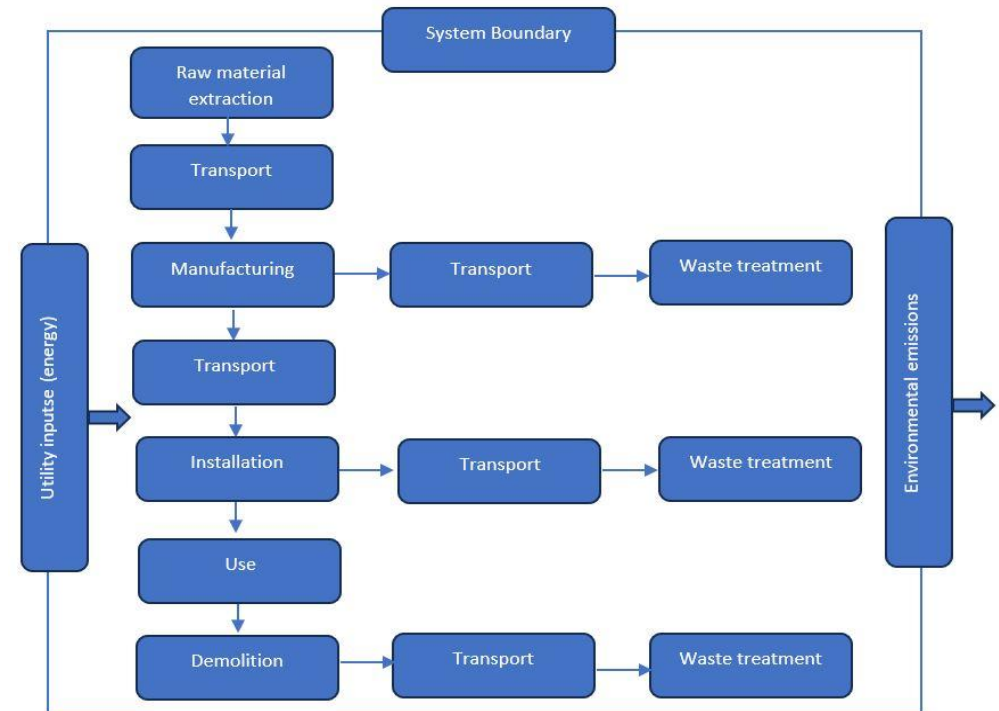 System Boundary
Raw material
extraction
Transport
Manufacturing
Transport
Waste treatment
Transport
Installation
Transport
Waste treatment
Use
Demolition
Transport
Waste treatment
Utility inputse (energy)
Environmental emissions